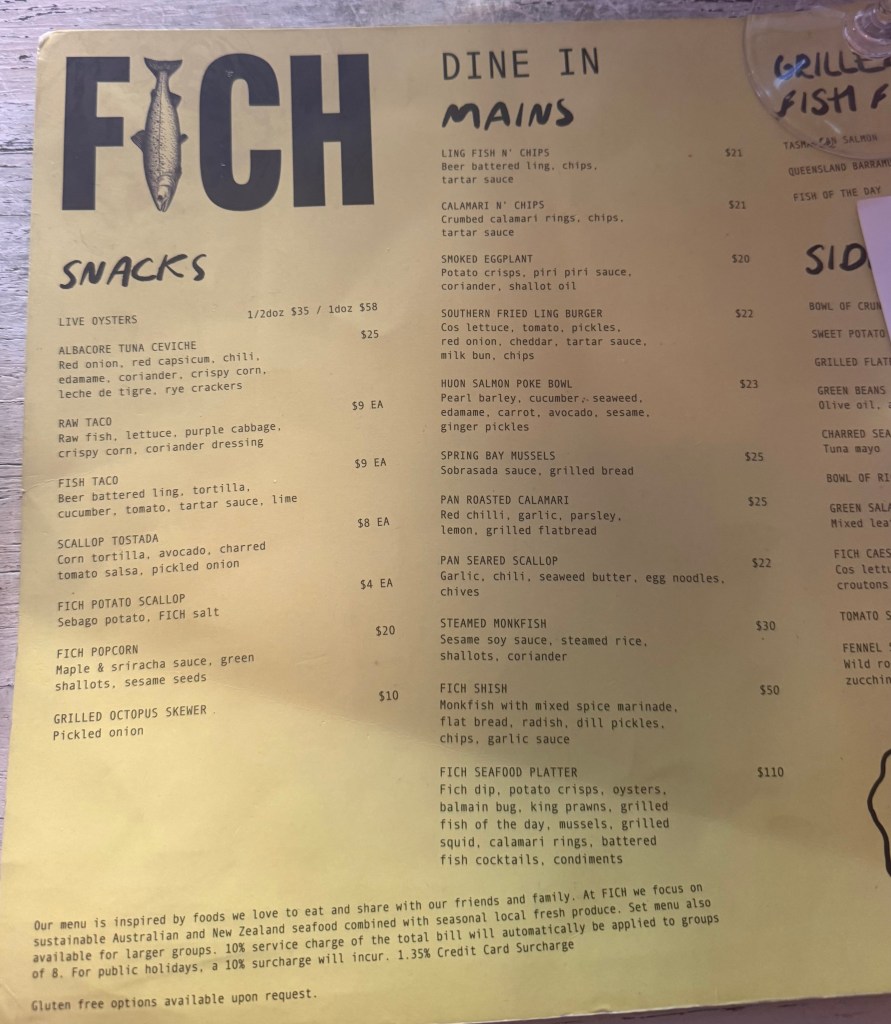 FICH
SNACKS
LIVE OYSTERS 1/2doz $35 / 1doz $58
ALBACORE TUNA CEVICHE $25
Red onion, red capsicum, chili,
edamame, coriander, crispy corn,
leche de tigre, rye crackers
RAW TACO $9 EA
Raw fish, lettuce, purple cabbage,
crispy corn, coriander dressing
FISH TACO $9 EA
Beer battered ling, tortilla,
cucumber, tomato, tartar sauce, lime
SCALLOP TOSTADA $8 EA
Corn tortilla, avocado, charred
tomato salsa, pickled onion
FICH POTATO SCALLOP $4 EA
Sebago potato, FICH salt
FICH POPCORN $20
Maple & sriracha sauce, green
shallots, sesame seeds
GRILLED OCTOPUS SKEWER $10
Pickled onion
DINE IN
MAINS
LING FISH N' CHIPS $21
Beer battered ling, chips,
tartar sauce
CALAMARI N' CHIPS $21
Crumbed calamari rings, chips,
tartar sauce
SMOKED EGGPLANT $20
Potato crisps, piri piri sauce,
coriander, shallot oil
SOUTHERN FRIED LING BURGER $22
Cos lettuce, tomato, pickles,
red onion, cheddar, tartar sauce,
milk bun, chips
HUON SALMON POKE BOWL $23
Pearl barley, cucumber, seaweed,
edamame, carrot, avocado, sesame,
ginger pickles
SPRING BAY MUSSELS $25
Sobrasada sauce, grilled bread
PAN ROASTED CALAMARI $25
Red chilli, garlic, parsley,
lemon, grilled flatbread
PAN SEARED SCALLOP $22
Garlic, chili, seaweed butter, egg noodles,
chives
STEAMED MONKFISH $30
Sesame soy sauce, steamed rice,
shallots, coriander
FICH SHISH $50
Monkfish with mixed spice marinade,
flat bread, radish, dill pickles,
chips, garlic sauce
FICH SEAFOOD PLATTER $110
Fich dip, potato crisps, oysters,
balmain bug, king prawns, grilled
fish of the day, mussels, grilled
squid, calamari rings, battered
fish cocktails, condiments
GRILLED
FISH F
TASMANIAN SALMON
QUEENSLAND
FISH OF THE DAY
SID
BOWL OF
SWEET POTATO
GRILLED
GREEN BEANS
Olive oil,
CHARRED
Tuna mayo
BOWL OF
GREEN
Mixed
FICH
Cos
croutons
TOMATO
FENNEL
Wild
Our menu is inspired by foods we love to eat and share with our friends and family. At FICH we focus on
sustainable Australian and New Zealand seafood combined with seasonal local fresh produce. Set menu also
available for larger groups. 10% service charge of the total bill will automatically be applied to groups
of 8. For public holidays, a 10% surcharge will incur. 1.35% Credit Card Surcharge
Gluten free options available upon request.